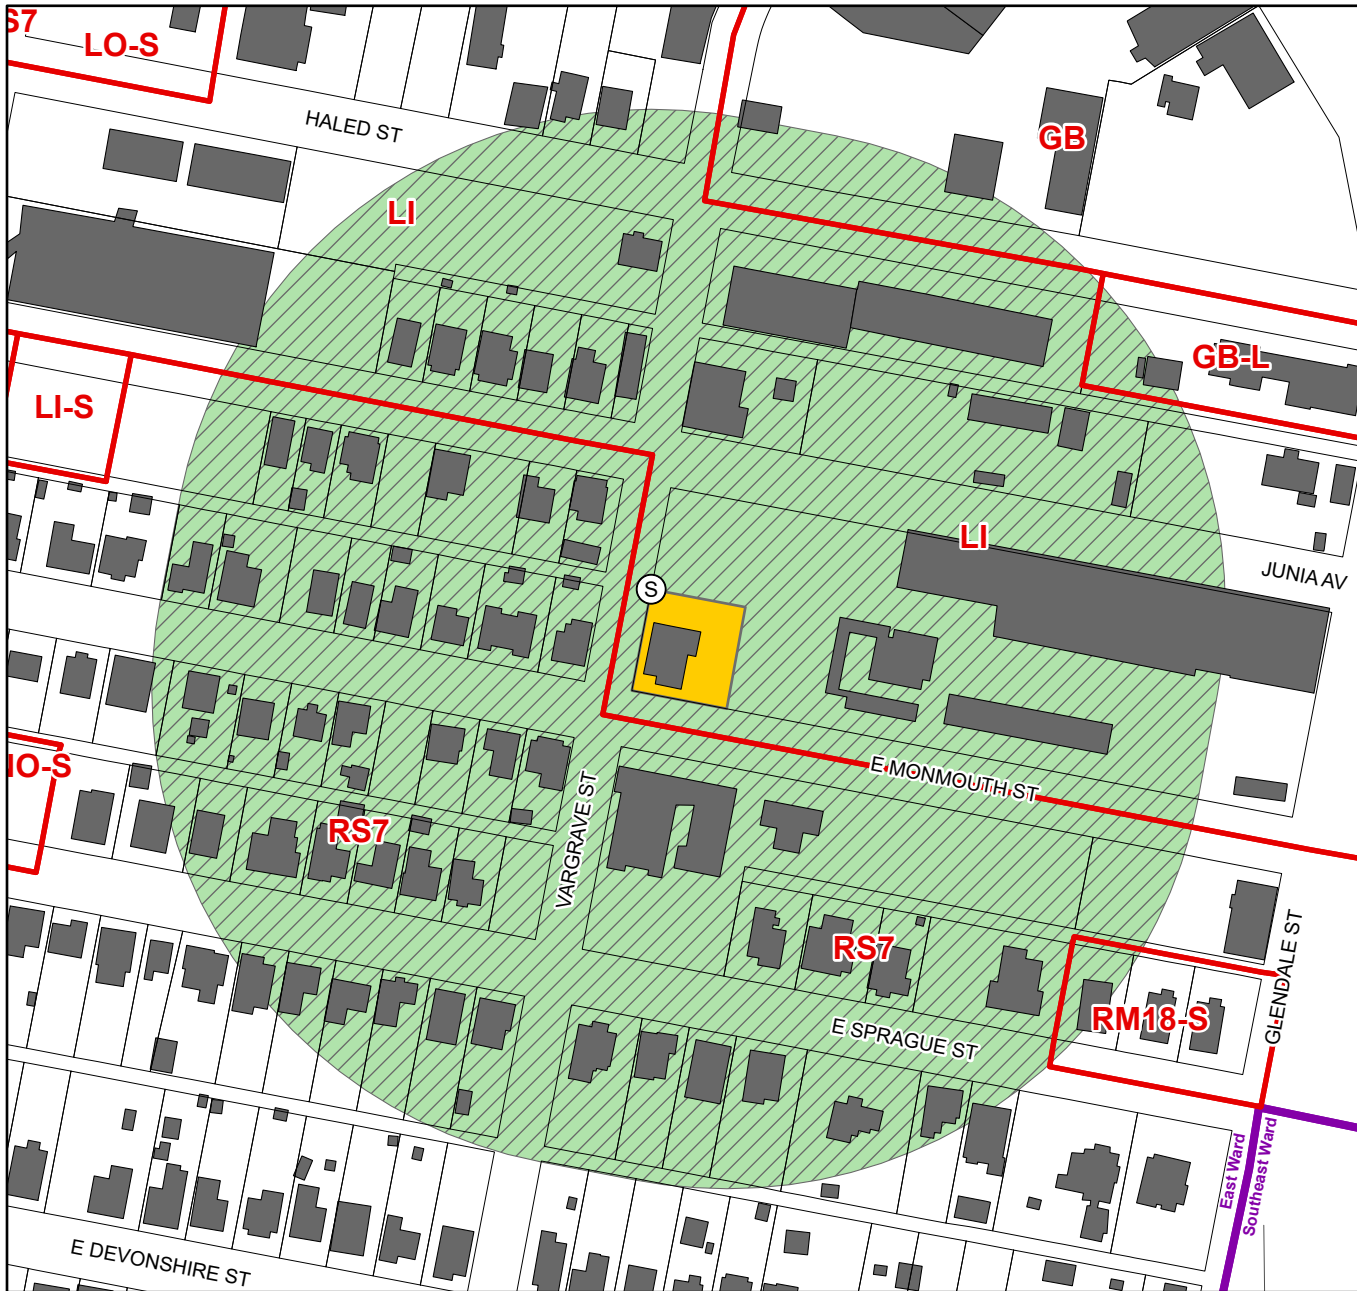 S7
LO-S
HALED ST
GB
LI
GB-L
LI-S
LI
JUNIA AV
S
IO-S
E MONMOUTH ST
VARGRAVE ST
RS7
RS7
GLENDALE ST
RM18-S
E SPRAGUE ST
East Ward
Southeast Ward
E DEVONSHIRE ST